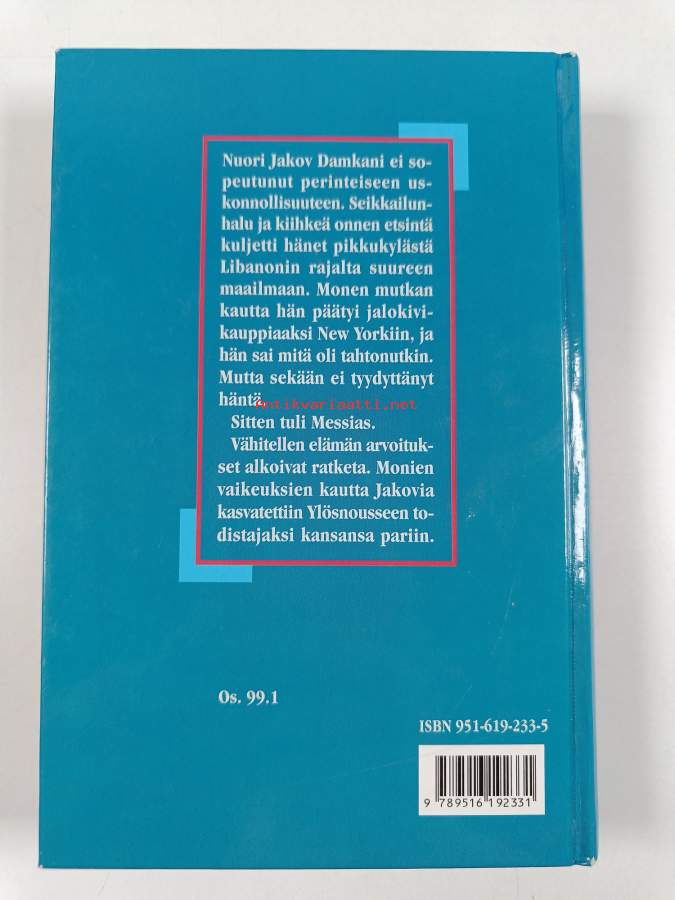 Nuori Jakov Damkani ei so-
peutunut perinteiseen us-
konnollisuuteen. Seikkailun-
halu ja kiihkeä onnen etsintä
kuljetti hänet pikkukylästä
Libanonin rajalta suureen
maailmaan. Monen mutkan
kautta hän päätyi jalokivi-
kauppiaaksi New Yorkiin, ja
hän sai mitä oli tahtonutkin.
Mutta sekään ei tyydyttänyt
häntä.
Antikvariaatti.net
Sitten tuli Messias.
Vähitellen elämän arvoituk-
set alkoivat ratketa. Monien
vaikeuksien kautta Jakovia
kasvatettiin Ylösnousseen to-
distajaksi kansansa pariin.
Os. 99.1
ISBN 951-619-233-5
9 789516 192331